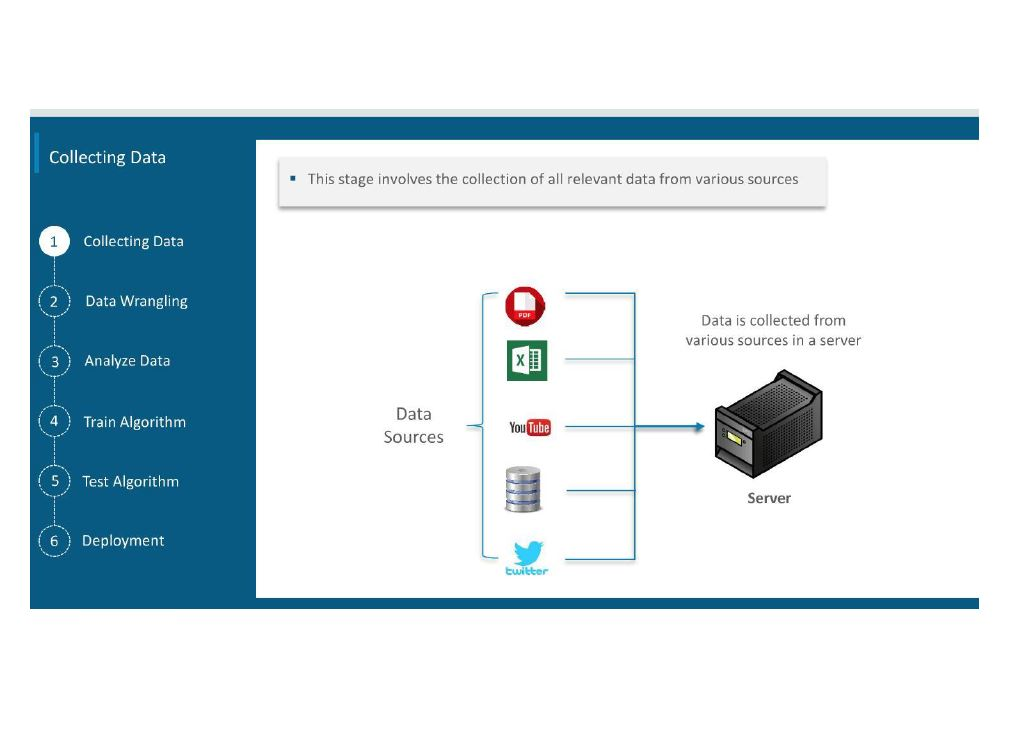 Collecting Data
1 Collecting Data
2 Data Wrangling
3 Analyze Data
4 Train Algorithm
5 Test Algorithm
6 Deployment
▪ This stage involves the collection of all relevant data from various sources
Data
Sources
PDF
X
YouTube
twitter
Data is collected from
various sources in a server
Server